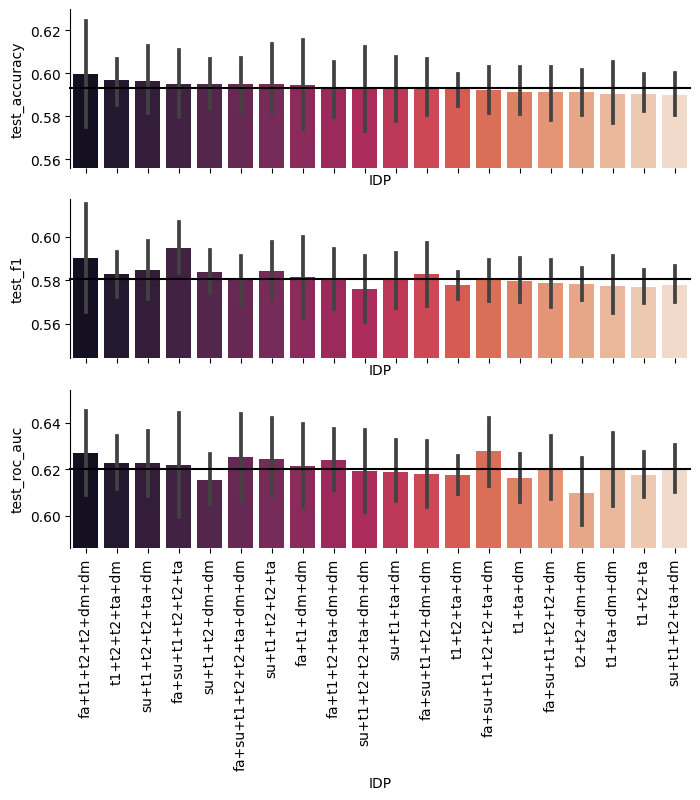 test_accuracy
0.62
0.60
0.58
0.56
IDP
test_f1
0.60
0.58
0.56
IDP
test_roc_auc
0.64
0.62
0.60
fa+t1+t2+t2+dm+dm
t1+t2+t2+ta+dm
su+t1+t2+t2+ta+dm
fa+su+t1+t2+t2+ta
su+t1+t2+dm+dm
fa+su+t1+t2+t2+ta+dm+dm
su+t1+t2+t2+ta
fa+t1+dm+dm
fa+t1+t2+ta+dm+dm
su+t1+t2+t2+ta+dm+dm
su+t1+ta+dm
fa+su+t1+t2+dm+dm
t1+t2+ta+dm
fa+su+t1+t2+t2+ta+dm
t1+ta+dm
fa+su+t1+t2+t2+dm
t2+t2+dm+dm
t1+ta+dm+dm
t1+t2+ta
su+t1+t2+ta+dm
IDP